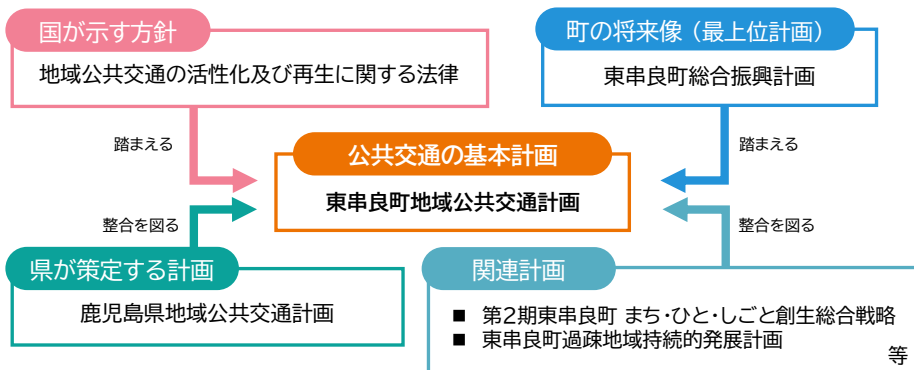 国が示す方針
地域公共交通の活性化及び再生に関する法律
町の将来像(最上位計画)
東串良町総合振興計画
踏まえる
踏まえる
公共交通の基本計画
東串良町地域公共交通計画
整合を図る
整合を図る
県が策定する計画
鹿児島県地域公共交通計画
関連計画
■ 第2期東串良町 まち・ひと・しごと創生総合戦略
■ 東串良町過疎地域持続的発展計画
等